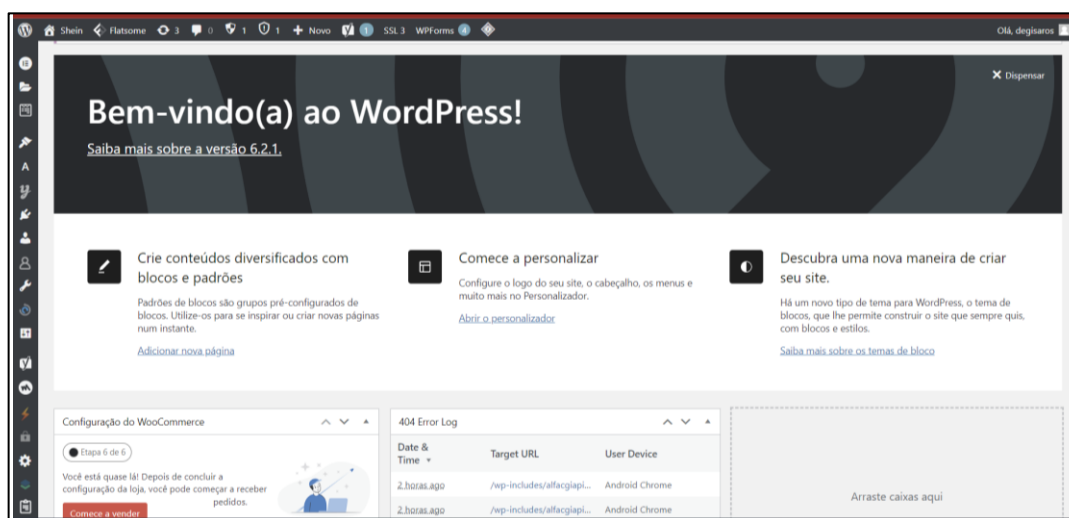 Shein Flatsome 3 0 1 1 + Novo 1 SSL 3 WPForms 4 Olá, degisaros
Dispensar
Bem-vindo(a) ao WordPress!
Saiba mais sobre a versão 6.2.1.
Crie conteúdos diversificados com
blocos e padrões
Padrões de blocos são grupos pré-configurados de
blocos. Utilize-os para se inspirar ou criar novas páginas
num instante.
Adicionar nova página
Comece a personalizar
Configure o logo do seu site, o cabeçalho, os menus e
muito mais no Personalizador.
Abrir o personalizador
Descubra uma nova maneira de criar
seu site.
Há um novo tipo de tema para WordPress, o tema de
blocos, que lhe permite construir o site que sempre quis,
com blocos e estilos.
Saiba mais sobre os temas de bloco
Configuração do WooCommerce
Etapa 6 de 6
Você está quase lá! Depois de concluir a
configuração da loja, você pode começar a receber
pedidos.
Comece a vender
404 Error Log
Date &
Time Target URL User Device
2 horas ago /wp-includes/alfacgiapi... Android Chrome
2 horas ago /wp-includes/alfacgiapi... Android Chrome
Arraste caixas aqui